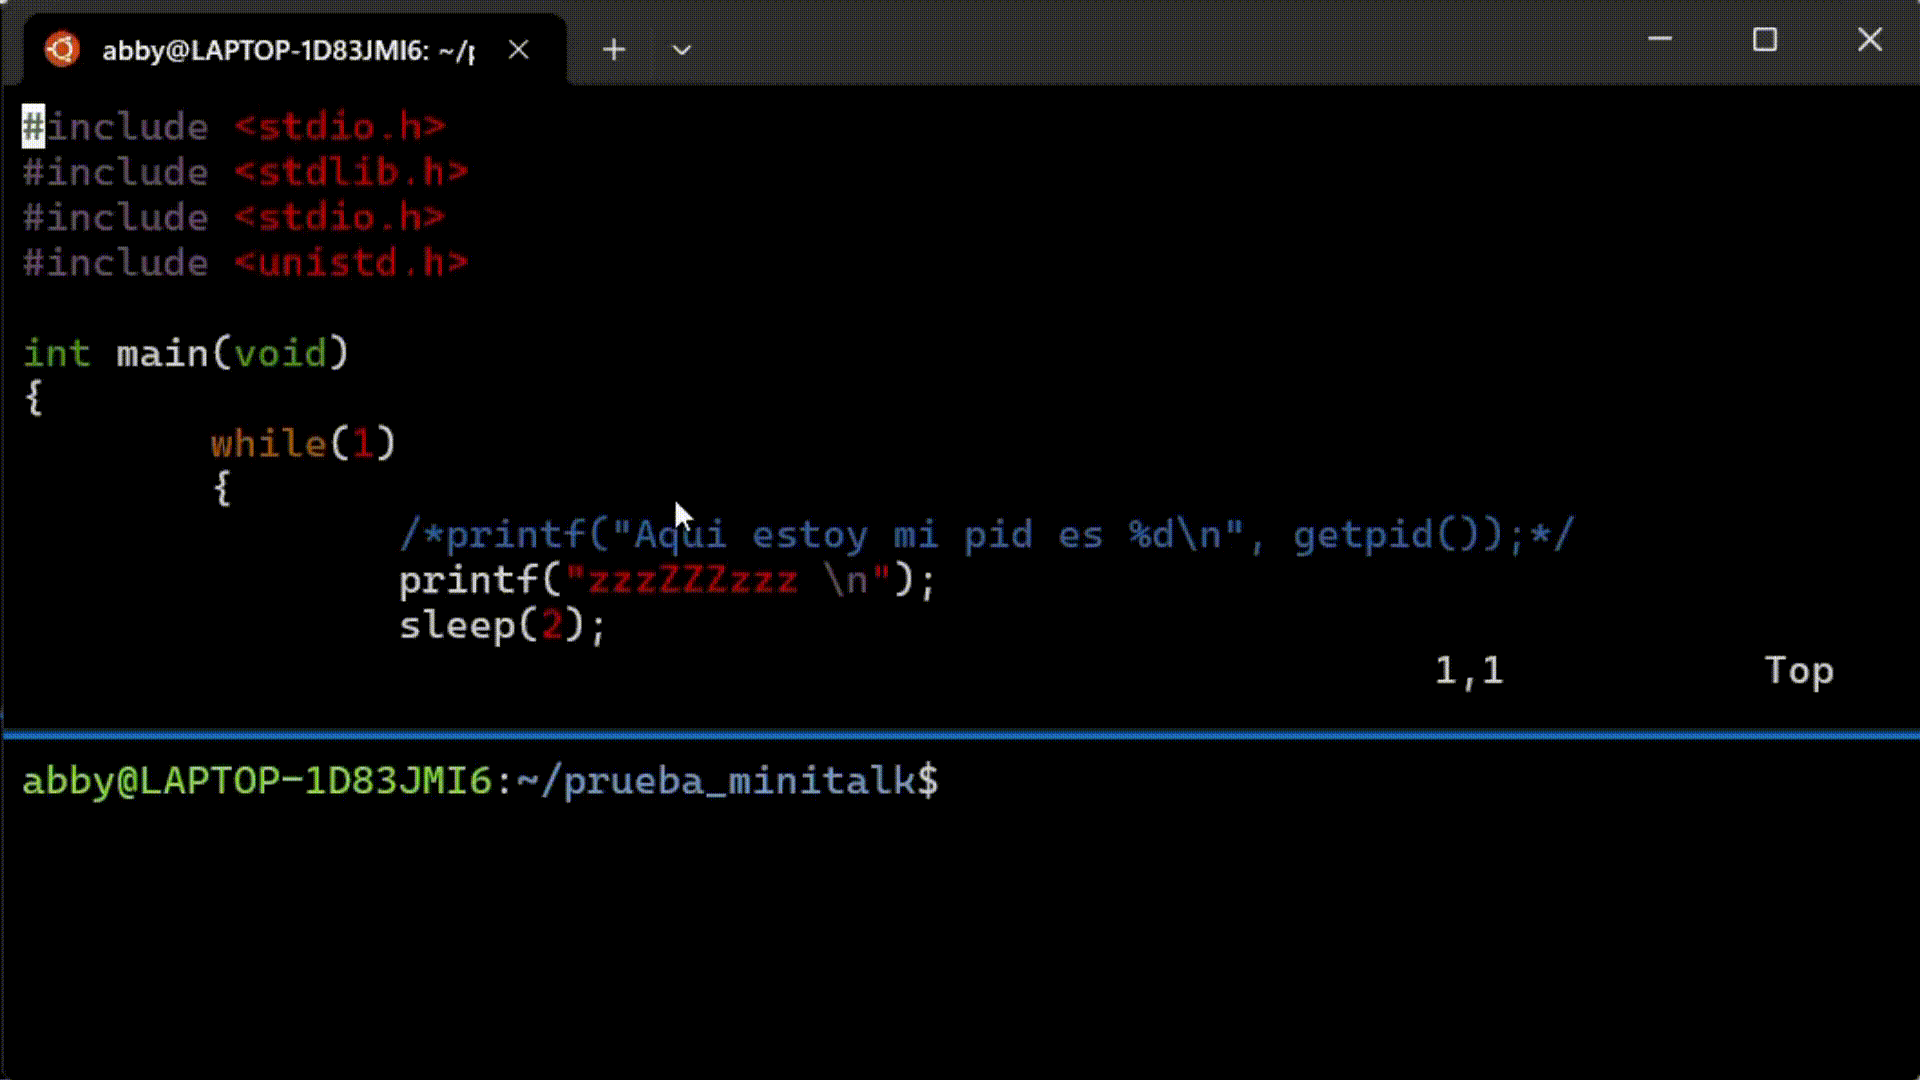 abby@LAPTOP-1D83JMI6: ~/p
#include <stdio.h>
#include <stdlib.h>
#include <stdio.h>
#include <unistd.h>
int main(void)
{
while(1)
{
/*printf("Aqui estoy mi pid es %d\n", getpid());*/
printf("zzzZZZzzz \n");
sleep(2);
1,1 Top
abby@LAPTOP-1D83JMI6:~/prueba_minitalk$